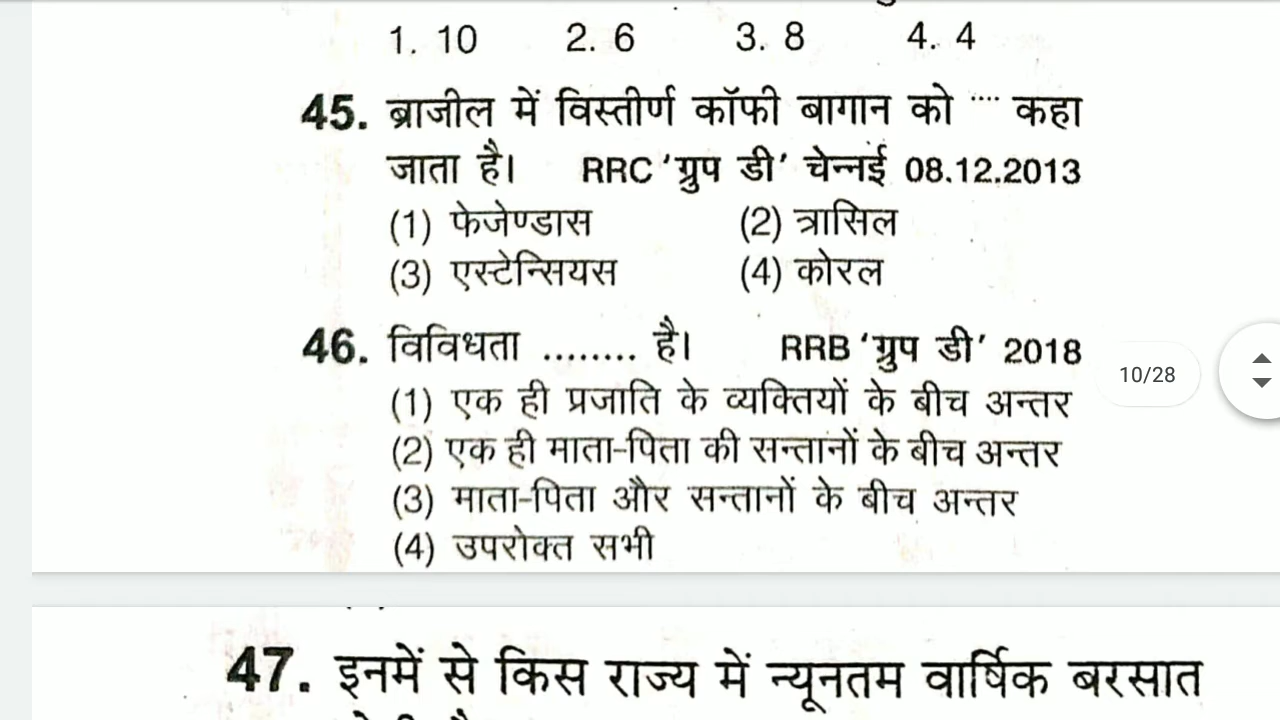 1. 10 2. 6 3. 8 4. 4
45. ब्राजील में विस्तीर्ण कॉफी बागान को .... कहा
जाता है। RRC 'ग्रुप डी' चेन्नई 08.12.2013
(1) फेजेण्डास (2) त्रासिल
(3) एस्टेन्सियस (4) कोरल
46. विविधता ........ है। RRB 'ग्रुप डी' 2018
(1) एक ही प्रजाति के व्यक्तियों के बीच अन्तर
(2) एक ही माता-पिता की सन्तानों के बीच अन्तर
(3) माता-पिता और सन्तानों के बीच अन्तर
(4) उपरोक्त सभी
10/28
47. इनमें से किस राज्य में न्यूनतम वार्षिक बरसात